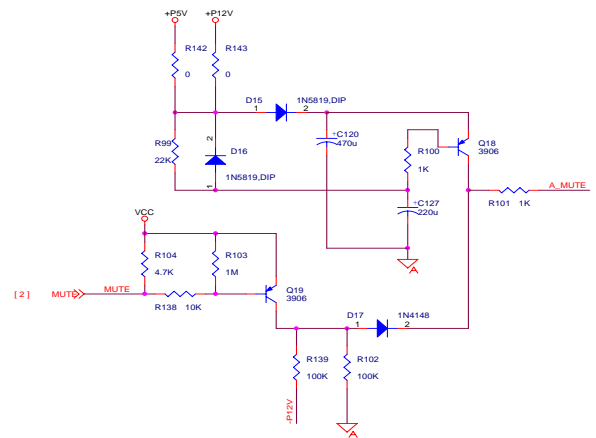 +P5V
+P12V
R142
0
R143
0
D15
1
2
1N5819,DIP
R99
22K
2
D16
1
1N5819,DIP
+C120
470u
R100
1K
Q18
3906
+C127
220u
R101 1K
A_MUTE
A
VCC
R104
4.7K
R103
1M
[ 2 ]
MUTE
MUTE
R138 10K
Q19
3906
D17
1
2
1N4148
R139
100K
R102
100K
-P12V
A